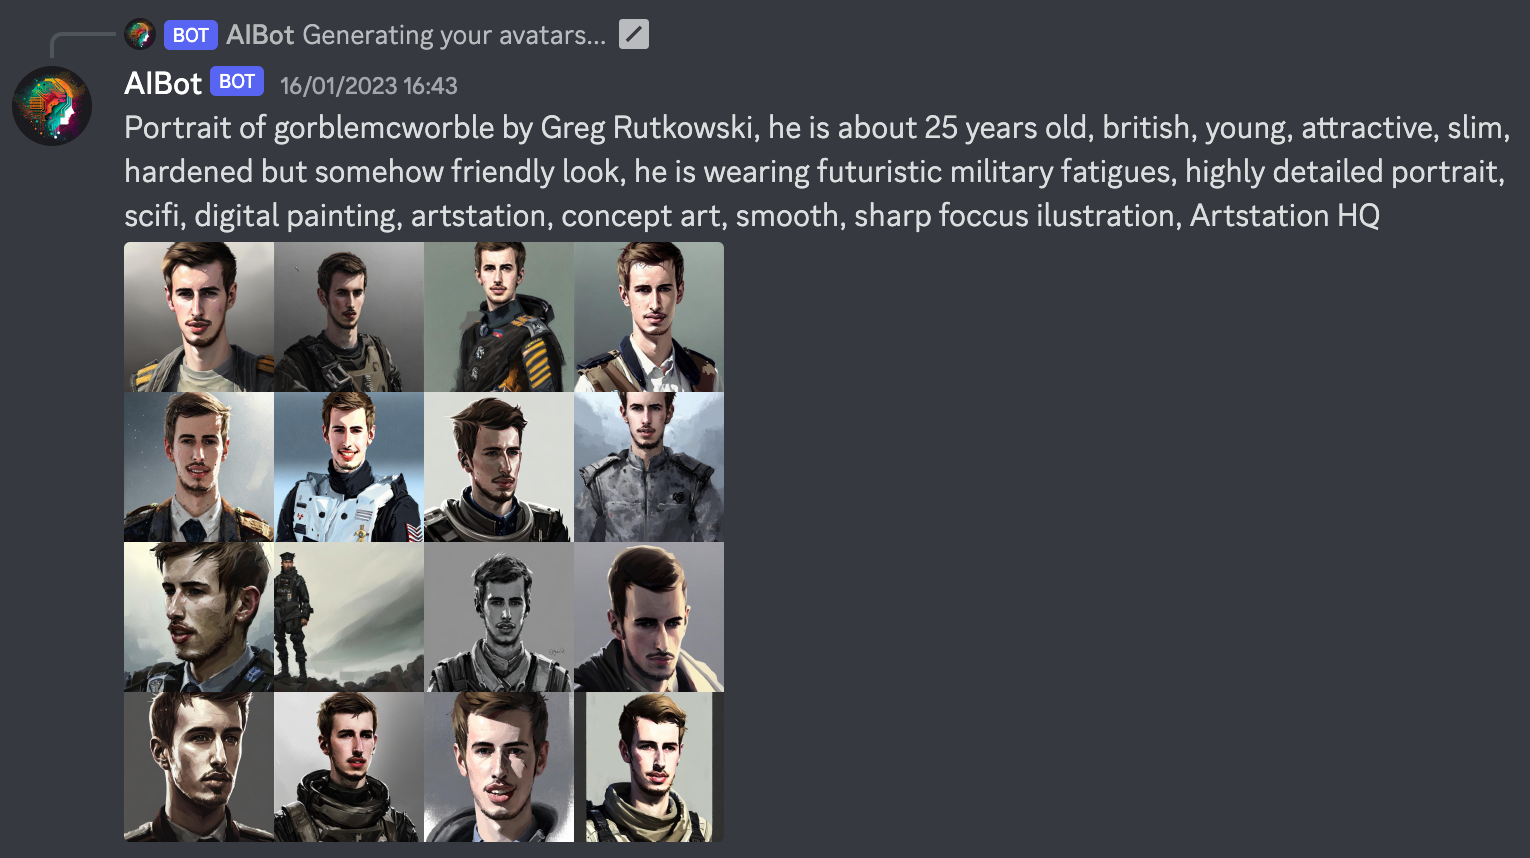 BOT AIBot Generating your avatars...
AIBot BOT 16/01/2023 16:43
Portrait of gorblemcworble by Greg Rutkowski, he is about 25 years old, british, young, attractive, slim,
hardened but somehow friendly look, he is wearing futuristic military fatigues, highly detailed portrait,
scifi, digital painting, artstation, concept art, smooth, sharp foccus ilustration, Artstation HQ